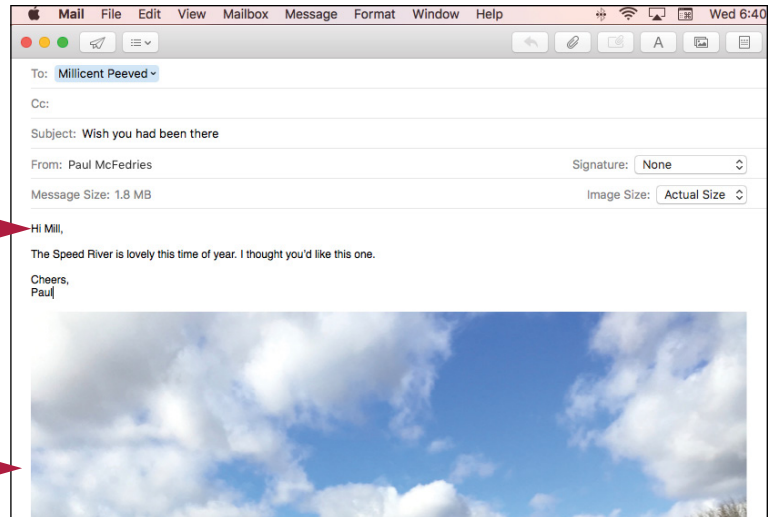 Mail File Edit View Mailbox Message Format Window Help Wed 6:40
To: Millicent Peeved
Cc:
Subject: Wish you had been there
From: Paul McFedries Signature: None
Message Size: 1.8 MB Image Size: Actual Size
Hi Mill,
The Speed River is lovely this time of year. I thought you'd like this one.
Cheers,
Paul